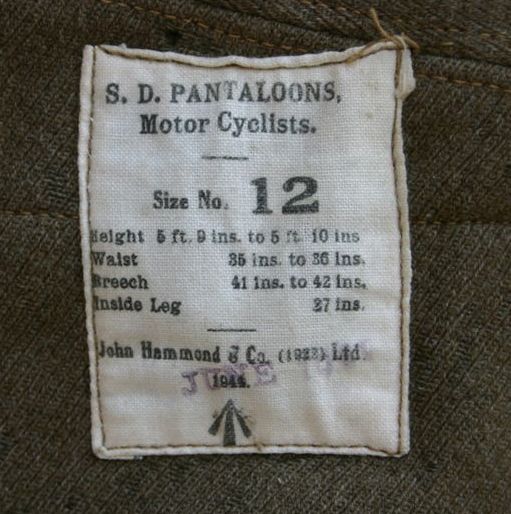 S. D. PANTALOONS,
Motor Cyclists.
Size No. 12
Height 5 ft. 9 ins. to 5 ft. 10 ins
Waist 35 ins. to 36 ins.
Breech 41 ins. to 42 ins.
Inside Leg 27 ins.
John Hammond & Co. (1922) Ltd
1944.
JUNE